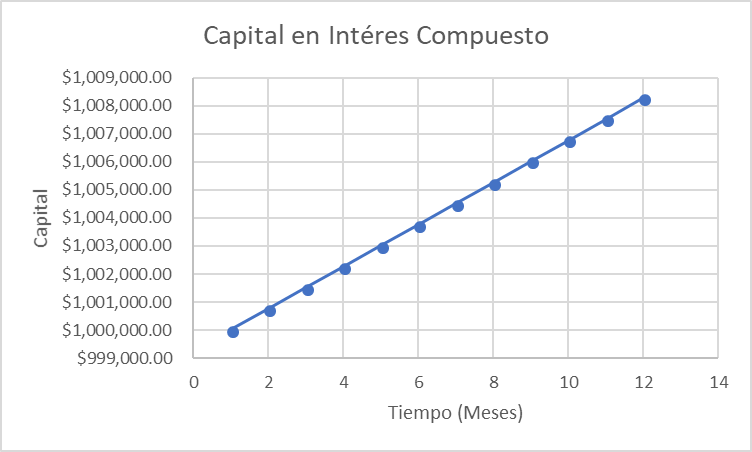 Capital en Intéres Compuesto
$1,009,000.00
$1,008,000.00
$1,007,000.00
$1,006,000.00
$1,005,000.00
$1,004,000.00
$1,003,000.00
$1,002,000.00
$1,001,000.00
$1,000,000.00
$999,000.00
Capital
0 2 4 6 8 10 12 14
Tiempo (Meses)